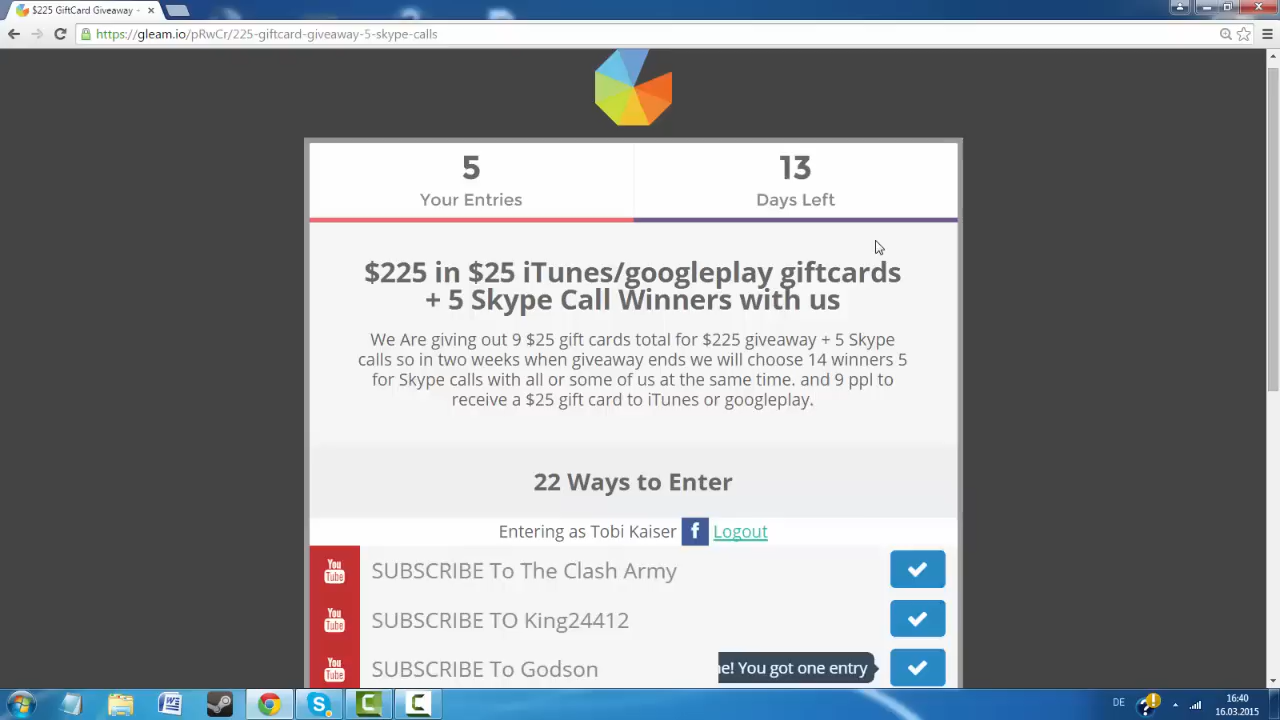 $225 GiftCard Giveaway -
https://gleam.io/pRwCr/225-giftcard-giveaway-5-skype-calls
5
Your Entries
13
Days Left
$225 in $25 iTunes/googleplay giftcards
+ 5 Skype Call Winners with us
We Are giving out 9 $25 gift cards total for $225 giveaway + 5 Skype
calls so in two weeks when giveaway ends we will choose 14 winners 5
for Skype calls with all or some of us at the same time. and 9 ppl to
receive a $25 gift card to iTunes or googleplay.
22 Ways to Enter
Entering as Tobi Kaiser f Logout
You Tube SUBSCRIBE To The Clash Army
You Tube SUBSCRIBE TO King24412
You Tube SUBSCRIBE To Godson
e! You got one entry
DE
16:40
16.03.2015